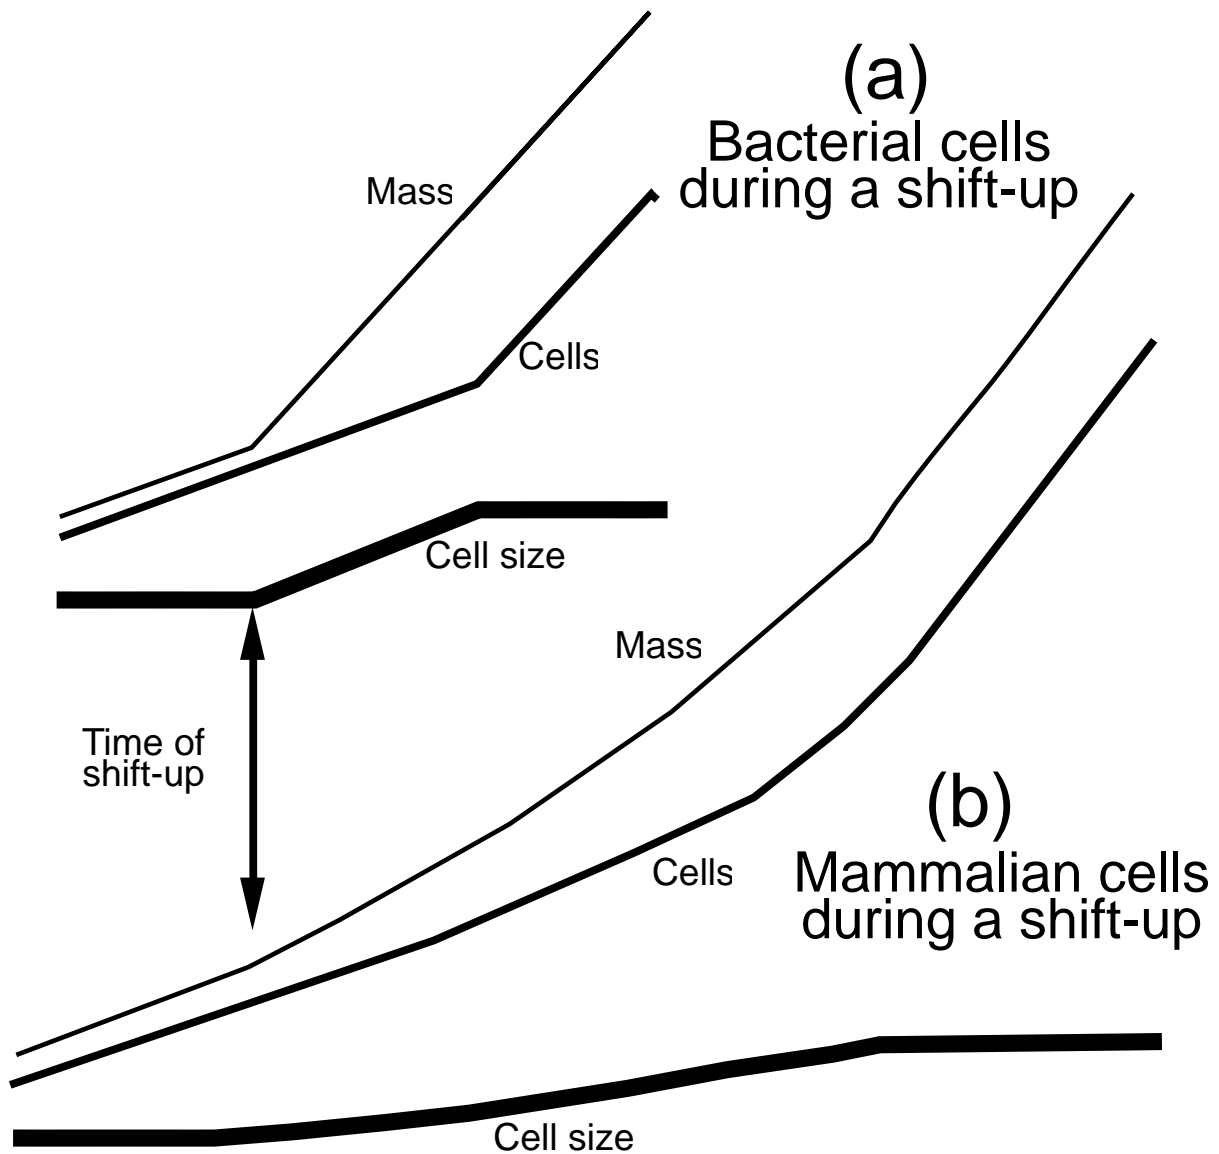 (a)
Bacterial cells
during a shift-up
Mass
Cells
Cell size
Mass
Time of
shift-up
(b)
Mammalian cells
during a shift-up
Cells
Cell size